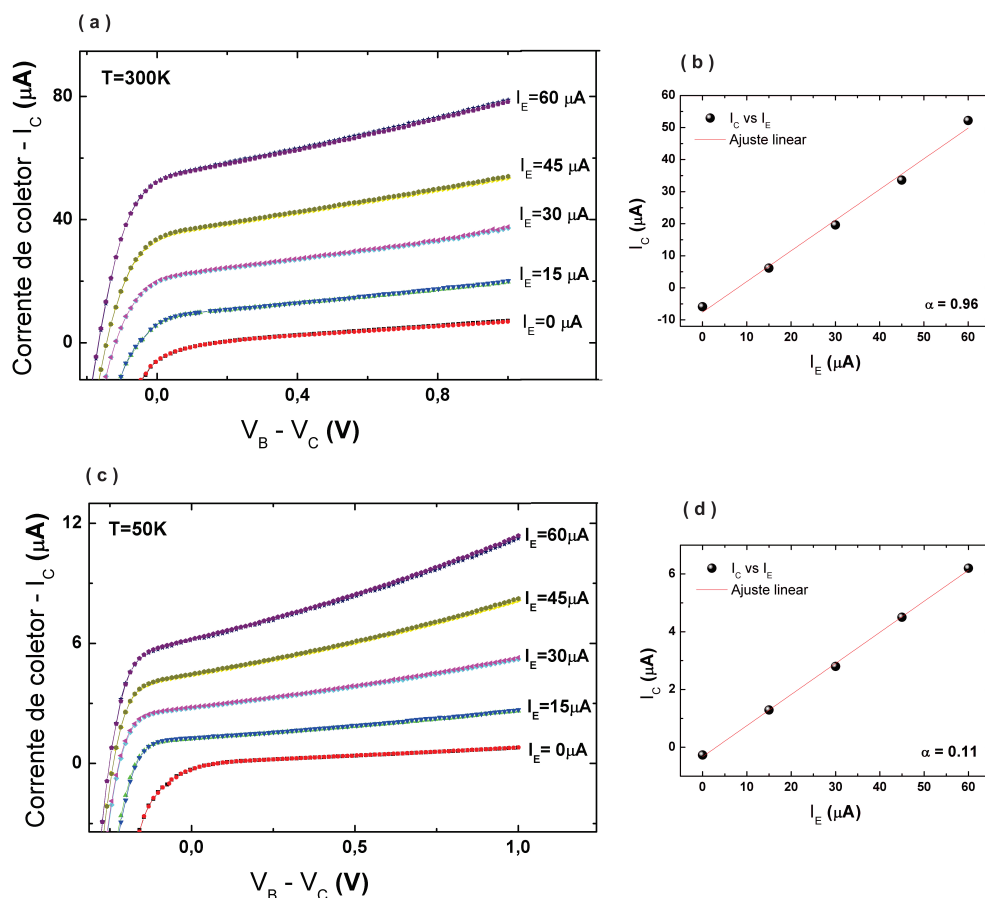 ( a )
T=300K
Corrente de coletor - I_C (μA)
80
40
0
0,0
0,4
0,8
V_B - V_C (V)
I_E=60 μA
I_E=45 μA
I_E=30 μA
I_E=15 μA
I_E=0 μA
( b )
I_C vs I_E
Ajuste linear
I_C (μA)
60
50
40
30
20
10
0
-10
0
10
20
30
40
50
60
I_E (μA)
α = 0.96
( c )
T=50K
Corrente de coletor - I_C (μA)
12
6
0
0,0
0,5
1,0
V_B - V_C (V)
I_E=60μA
I_E=45μA
I_E=30μA
I_E=15μA
I_E= 0μA
( d )
I_C vs I_E
Ajuste linear
I_C (μA)
6
4
2
0
0
10
20
30
40
50
60
I_E (μA)
α = 0.11